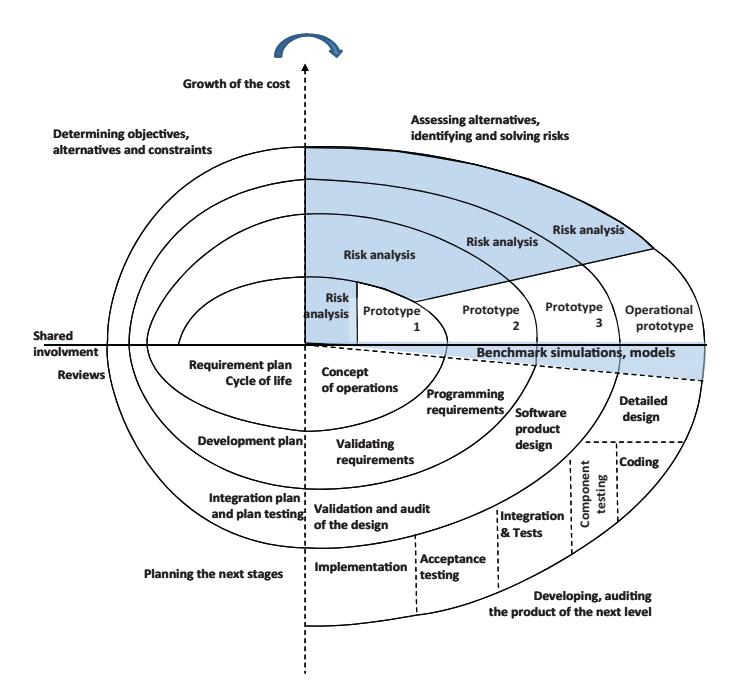 Growth of the cost
Assessing alternatives,
identifying and solving risks
Determining objectives,
alternatives and constraints
Risk analysis
Risk analysis
Risk analysis
Risk
analysis
Prototype
1
Prototype
2
Prototype
3
Operational
prototype
Shared
involvment
Reviews
Benchmark simulations, models
Requirement plan
Cycle of life
Concept
of operations
Programming
requirements
Software
product
design
Detailed
design
Development plan
Validating
requirements
Component
testing
Coding
Integration plan
and plan testing
Validation and audit
of the design
Integration
& Tests
Planning the next stages
Implementation
Acceptance
testing
Developing, auditing
the product of the next level